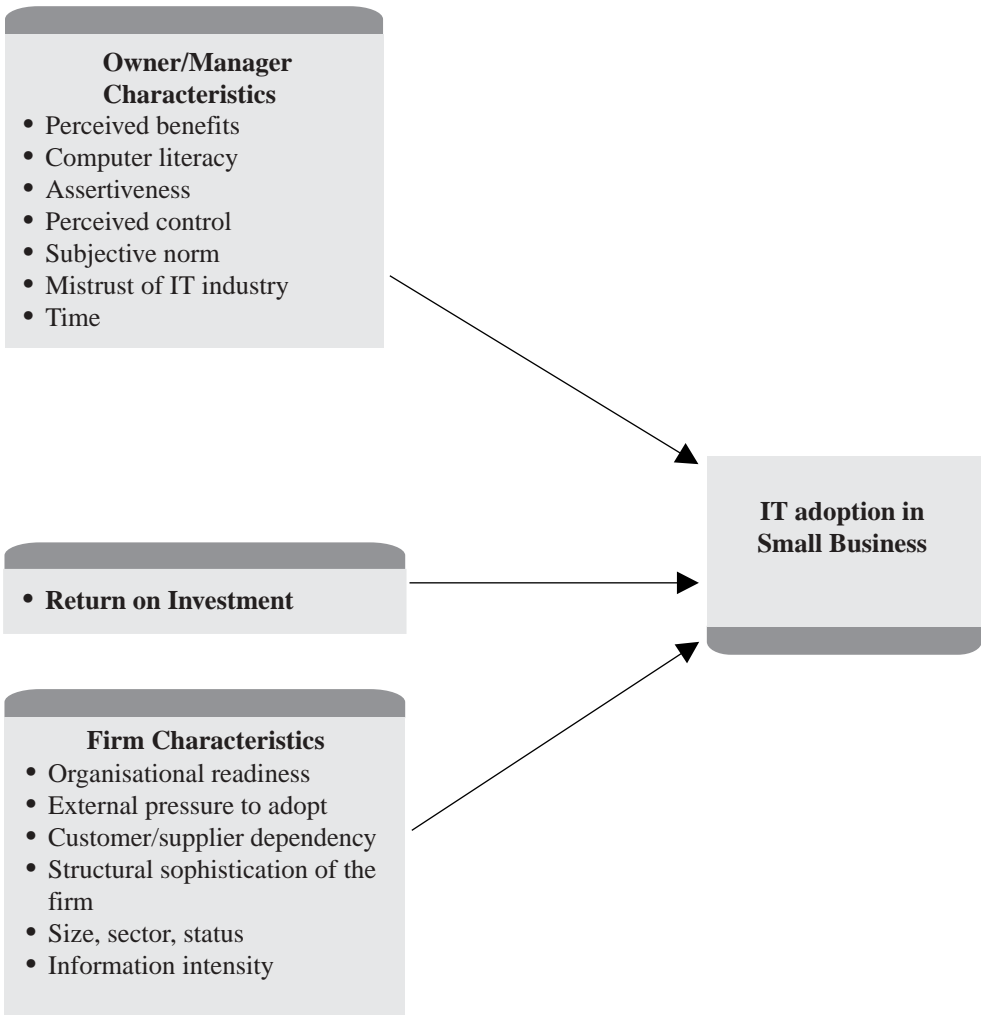 Owner/Manager
Characteristics
• Perceived benefits
• Computer literacy
• Assertiveness
• Perceived control
• Subjective norm
• Mistrust of IT industry
• Time
IT adoption in
Small Business
• Return on Investment
Firm Characteristics
• Organisational readiness
• External pressure to adopt
• Customer/supplier dependency
• Structural sophistication of the
firm
• Size, sector, status
• Information intensity